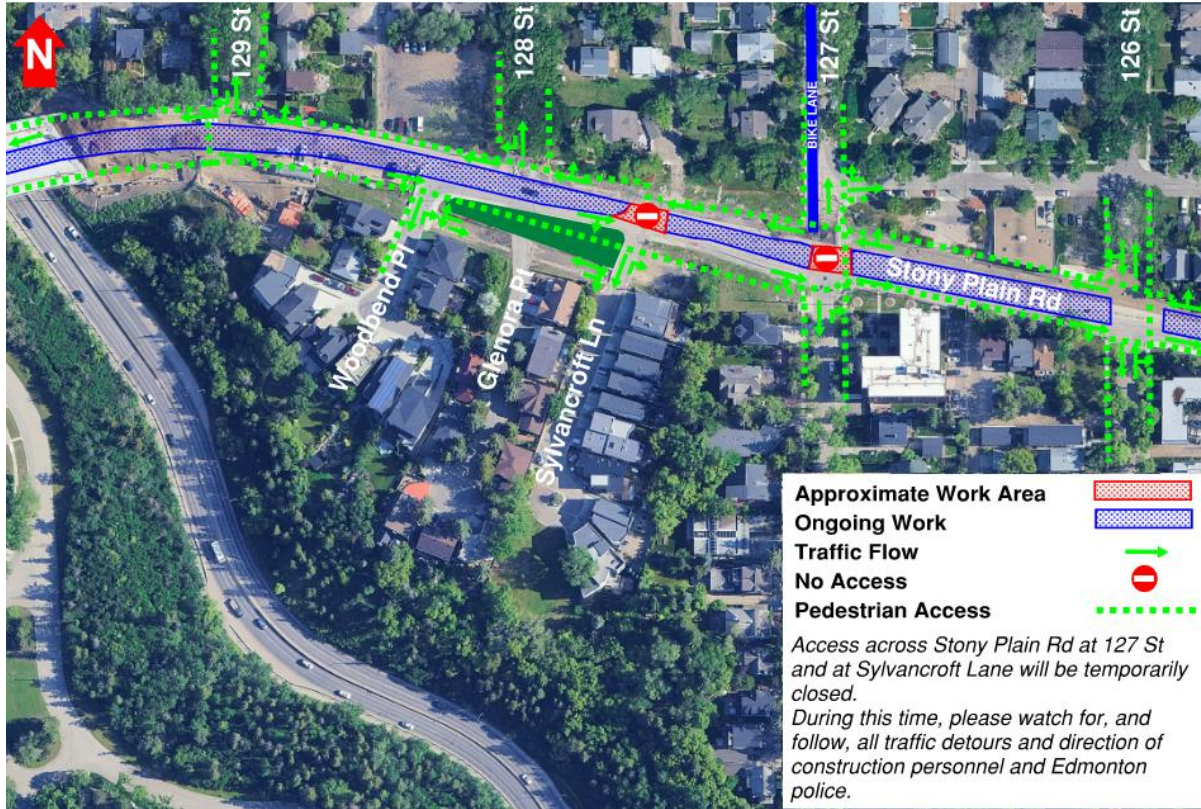 N
129 St
128 St
127 St
126 St
BIKE LANE
Stony Plain Rd
Woodbend Pl
Glenora Pt
Sylvancroft Ln
Approximate Work Area
Ongoing Work
Traffic Flow
No Access
Pedestrian Access
Access across Stony Plain Rd at 127 St
and at Sylvancroft Lane will be temporarily
closed.
During this time, please watch for, and
follow, all traffic detours and direction of
construction personnel and Edmonton
police.